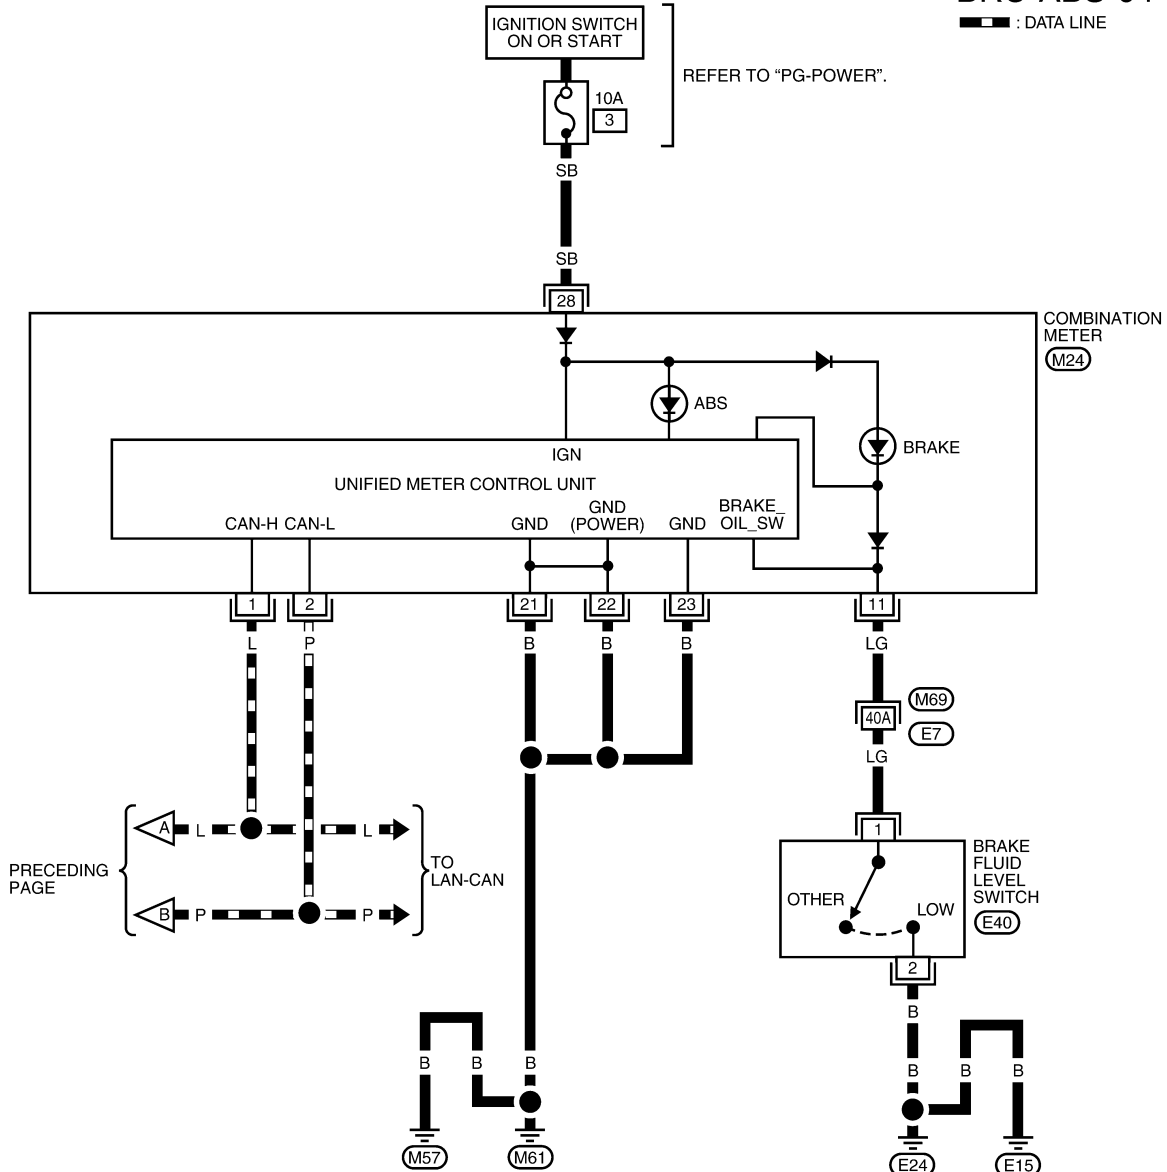 : DATA LINE
IGNITION SWITCH
ON OR START
REFER TO “PG-POWER”.
10A
3
SB
SB
28
COMBINATION
METER
M24
ABS
BRAKE
IGN
UNIFIED METER CONTROL UNIT
CAN-H CAN-L
GND
GND
(POWER)
GND
BRAKE_
OIL_SW
1
2
21
22
23
11
L
P
B
B
B
LG
M69
40A
E7
LG
A
L
L
PRECEDING
PAGE
TO
LAN-CAN
B
P
P
1
BRAKE
FLUID
LEVEL
SWITCH
E40
OTHER
LOW
2
B
B
B
B
B
B
B
M57
M61
E24
E15